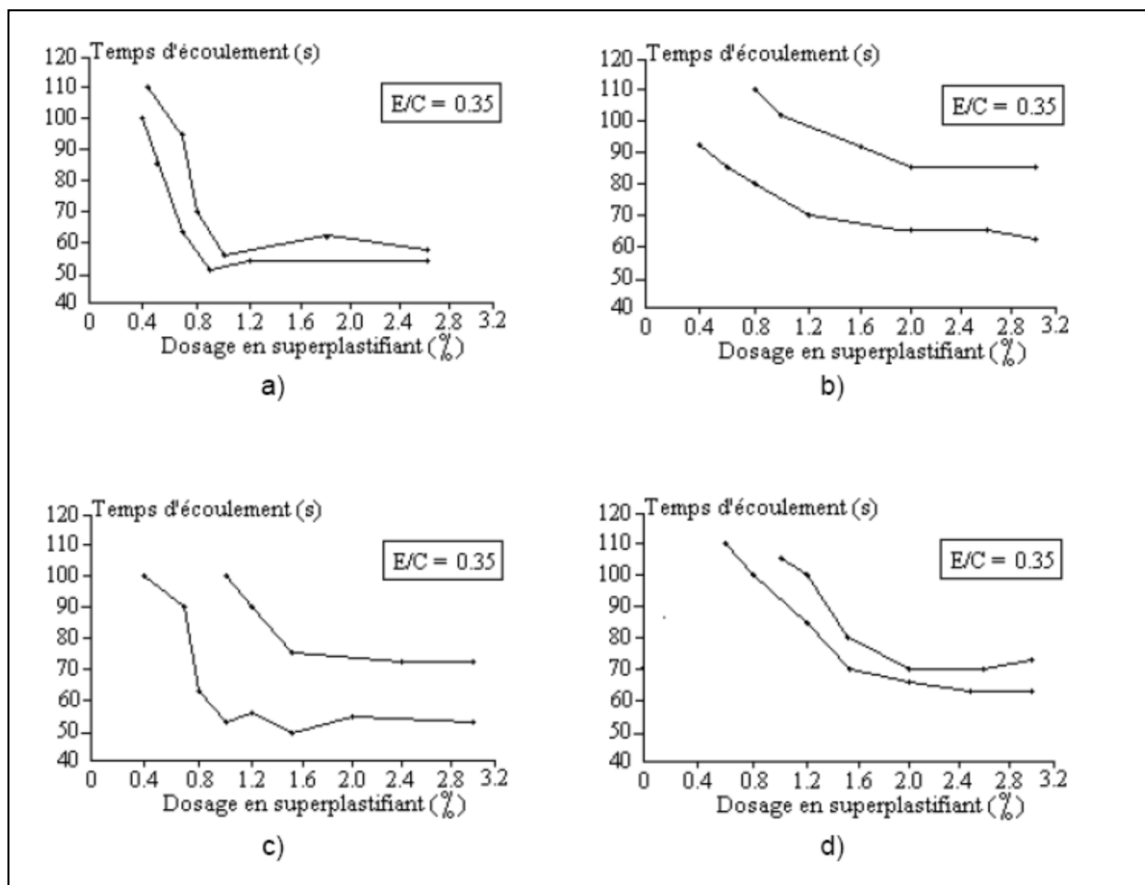 Temps d'écoulement (s)
120
110
100
90
80
70
60
50
40
E/C = 0.35
0 0.4 0.8 1.2 1.6 2.0 2.4 2.8 3.2
Dosage en superplastifiant (%)
a)
Temps d'écoulement (s)
120
110
100
90
80
70
60
50
40
E/C = 0.35
0 0.4 0.8 1.2 1.6 2.0 2.4 2.8 3.2
Dosage en superplastifiant (%)
b)
Temps d'écoulement (s)
120
110
100
90
80
70
60
50
40
E/C = 0.35
0 0.4 0.8 1.2 1.6 2.0 2.4 2.8 3.2
Dosage en superplastifiant (%)
c)
Temps d'écoulement (s)
120
110
100
90
80
70
60
50
40
E/C = 0.35
0 0.4 0.8 1.2 1.6 2.0 2.4 2.8 3.2
Dosage en superplastifiant (%)
d)